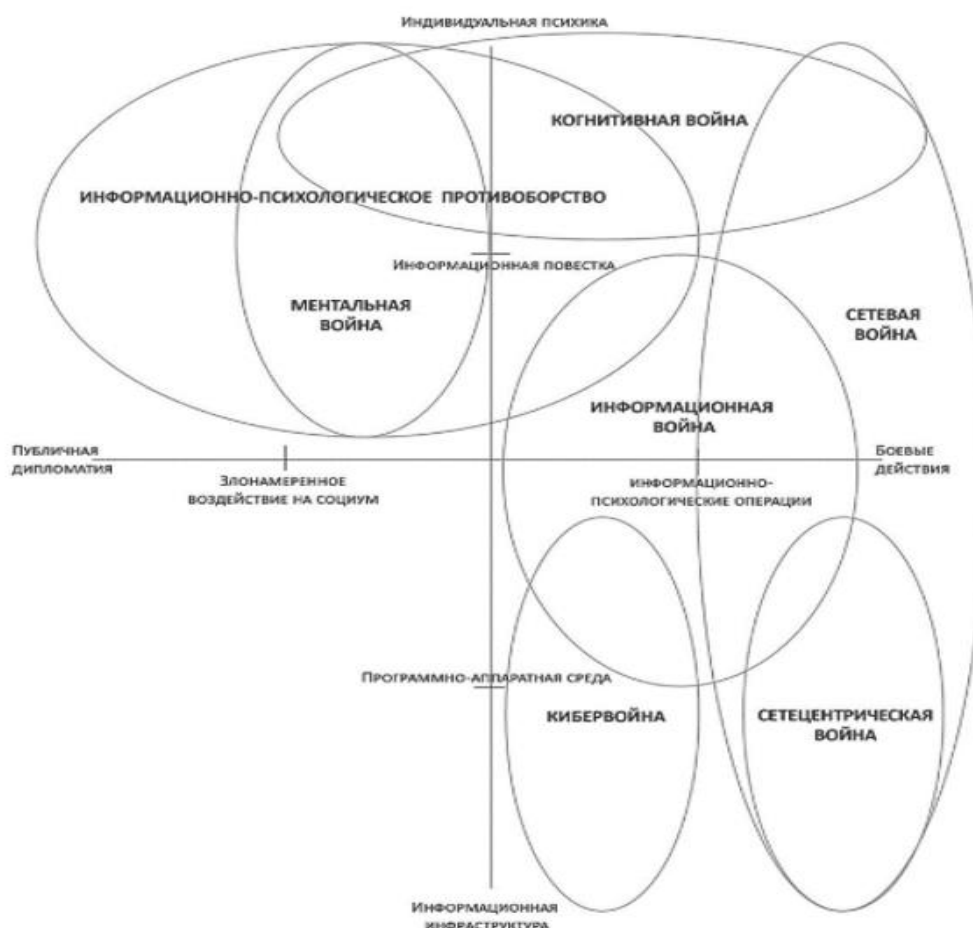 Индивидуальная психика
КОГНИТИВНАЯ ВОЙНА
ИНФОРМАЦИОННО-ПСИХОЛОГИЧЕСКОЕ ПРОТИВОБОРСТВО
Информационная повестка
МЕНТАЛЬНАЯ
ВОЙНА
СЕТЕВАЯ
ВОЙНА
ИНФОРМАЦИОННАЯ
ВОЙНА
Публичная
дипломатия
Боевые
действия
Злонамеренное
воздействие на социум
информационно-
психологические операции
Программно-аппаратная среда
КИБЕРВОЙНА
СЕТЕЦЕНТРИЧЕСКАЯ
ВОЙНА
Информационная
инфраструктура